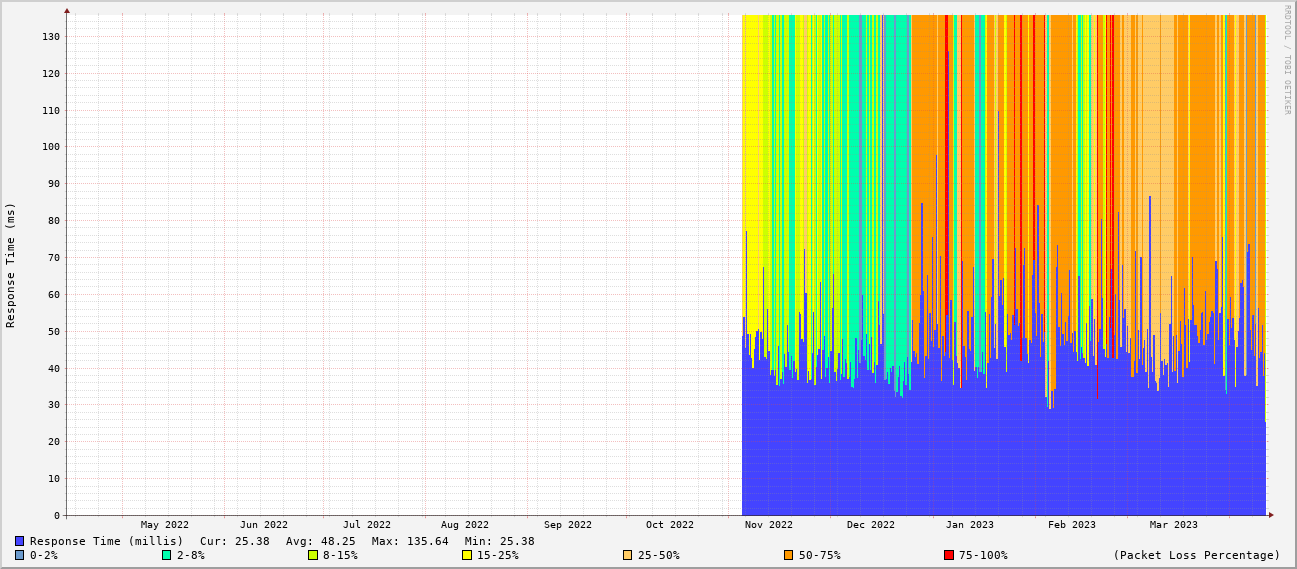 RRDTOOL / TOBI OETIKER
Response Time (ms)
130
120
110
100
90
80
70
60
50
40
30
20
10
0
May 2022 Jun 2022 Jul 2022 Aug 2022 Sep 2022 Oct 2022 Nov 2022 Dec 2022 Jan 2023 Feb 2023 Mar 2023
Response Time (millis) Cur: 25.38 Avg: 48.25 Max: 135.64 Min: 25.38
0-2% 2-8% 8-15% 15-25% 25-50% 50-75% 75-100% (Packet Loss Percentage)